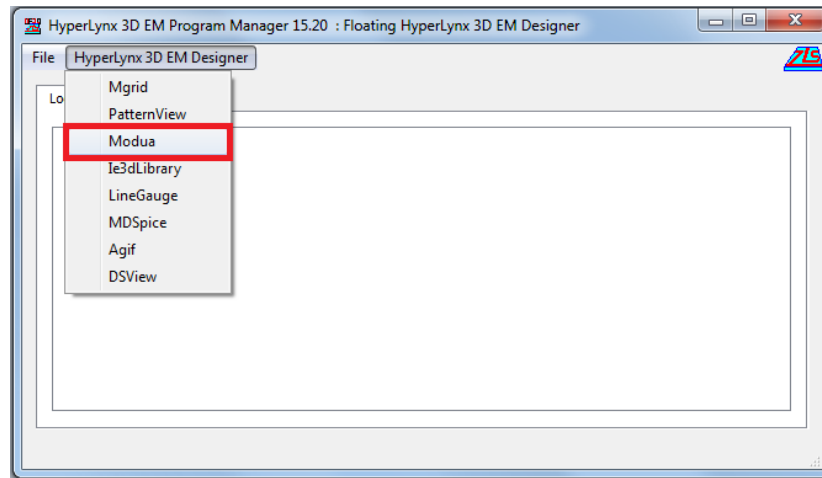 HyperLynx 3D EM Program Manager 15.20 : Floating HyperLynx 3D EM Designer
File HyperLynx 3D EM Designer
Mgrid
Lo
PatternView
Modua
Ie3dLibrary
LineGauge
MDSpice
Agif
DSView